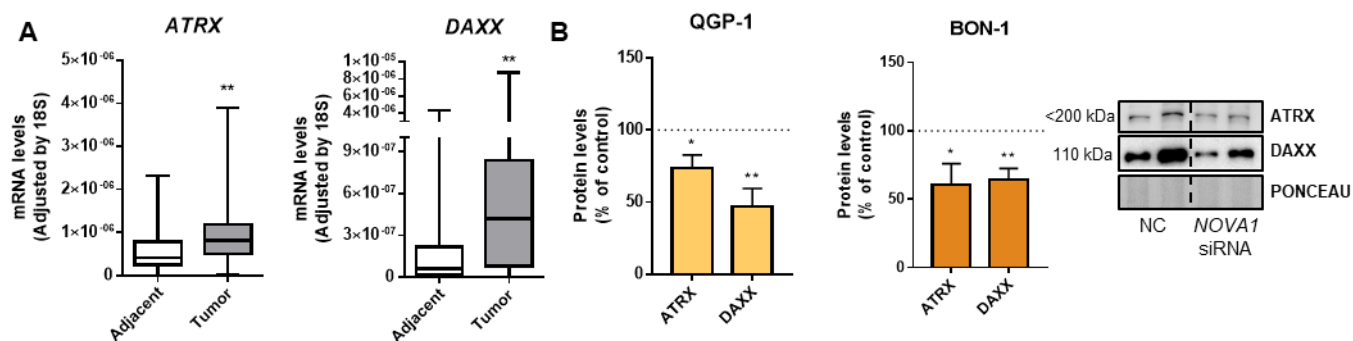 A
ATRX
mRNA levels
(Adjusted by 18S)
5×10⁻⁰⁶
4×10⁻⁰⁶
3×10⁻⁰⁶
2×10⁻⁰⁶
1×10⁻⁰⁶
0
**
Adjacent
Tumor
DAXX
mRNA levels
(Adjusted by 18S)
1×10⁻⁰⁵
8×10⁻⁰⁶
6×10⁻⁰⁶
4×10⁻⁰⁶
2×10⁻⁰⁶
9×10⁻⁰⁷
6×10⁻⁰⁷
3×10⁻⁰⁷
0
**
Adjacent
Tumor
B
QGP-1
Protein levels
(% of control)
150
100
50
0
*
**
ATRX
DAXX
BON-1
Protein levels
(% of control)
150
100
50
0
*
**
ATRX
DAXX
<200 kDa
ATRX
110 kDa
DAXX
PONCEAU
NC
NOVA1
siRNA